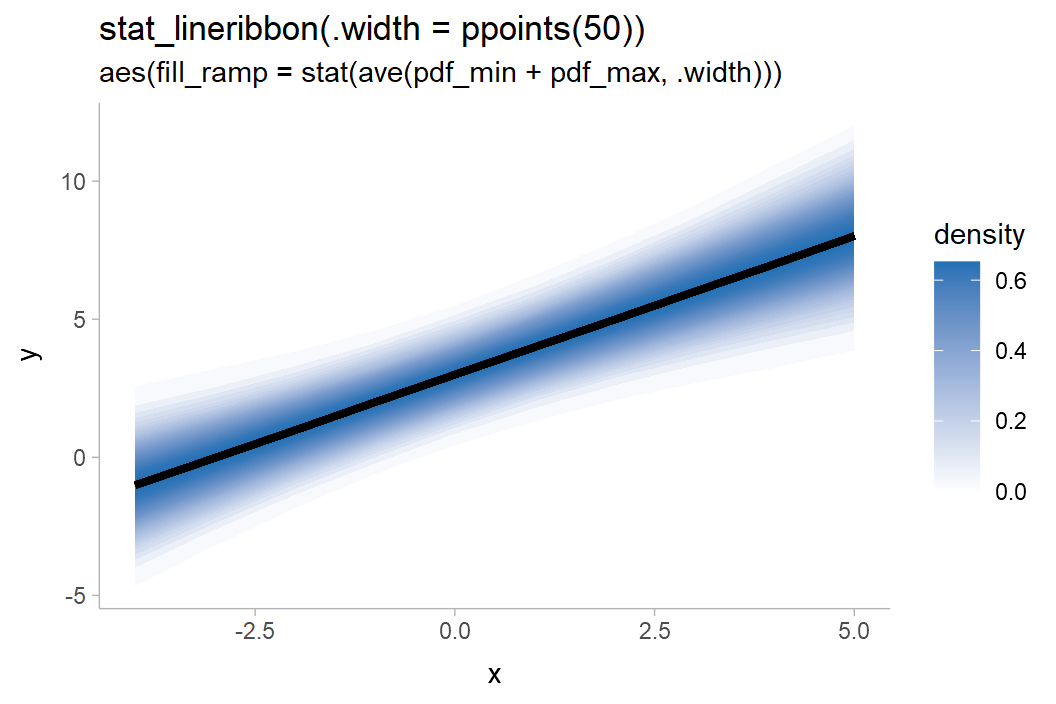 stat_lineribbon(.width = ppoints(50))
aes(fill_ramp = stat(ave(pdf_min + pdf_max, .width)))
10
5
0
-5
y
-2.5
0.0
2.5
5.0
x
density
0.6
0.4
0.2
0.0